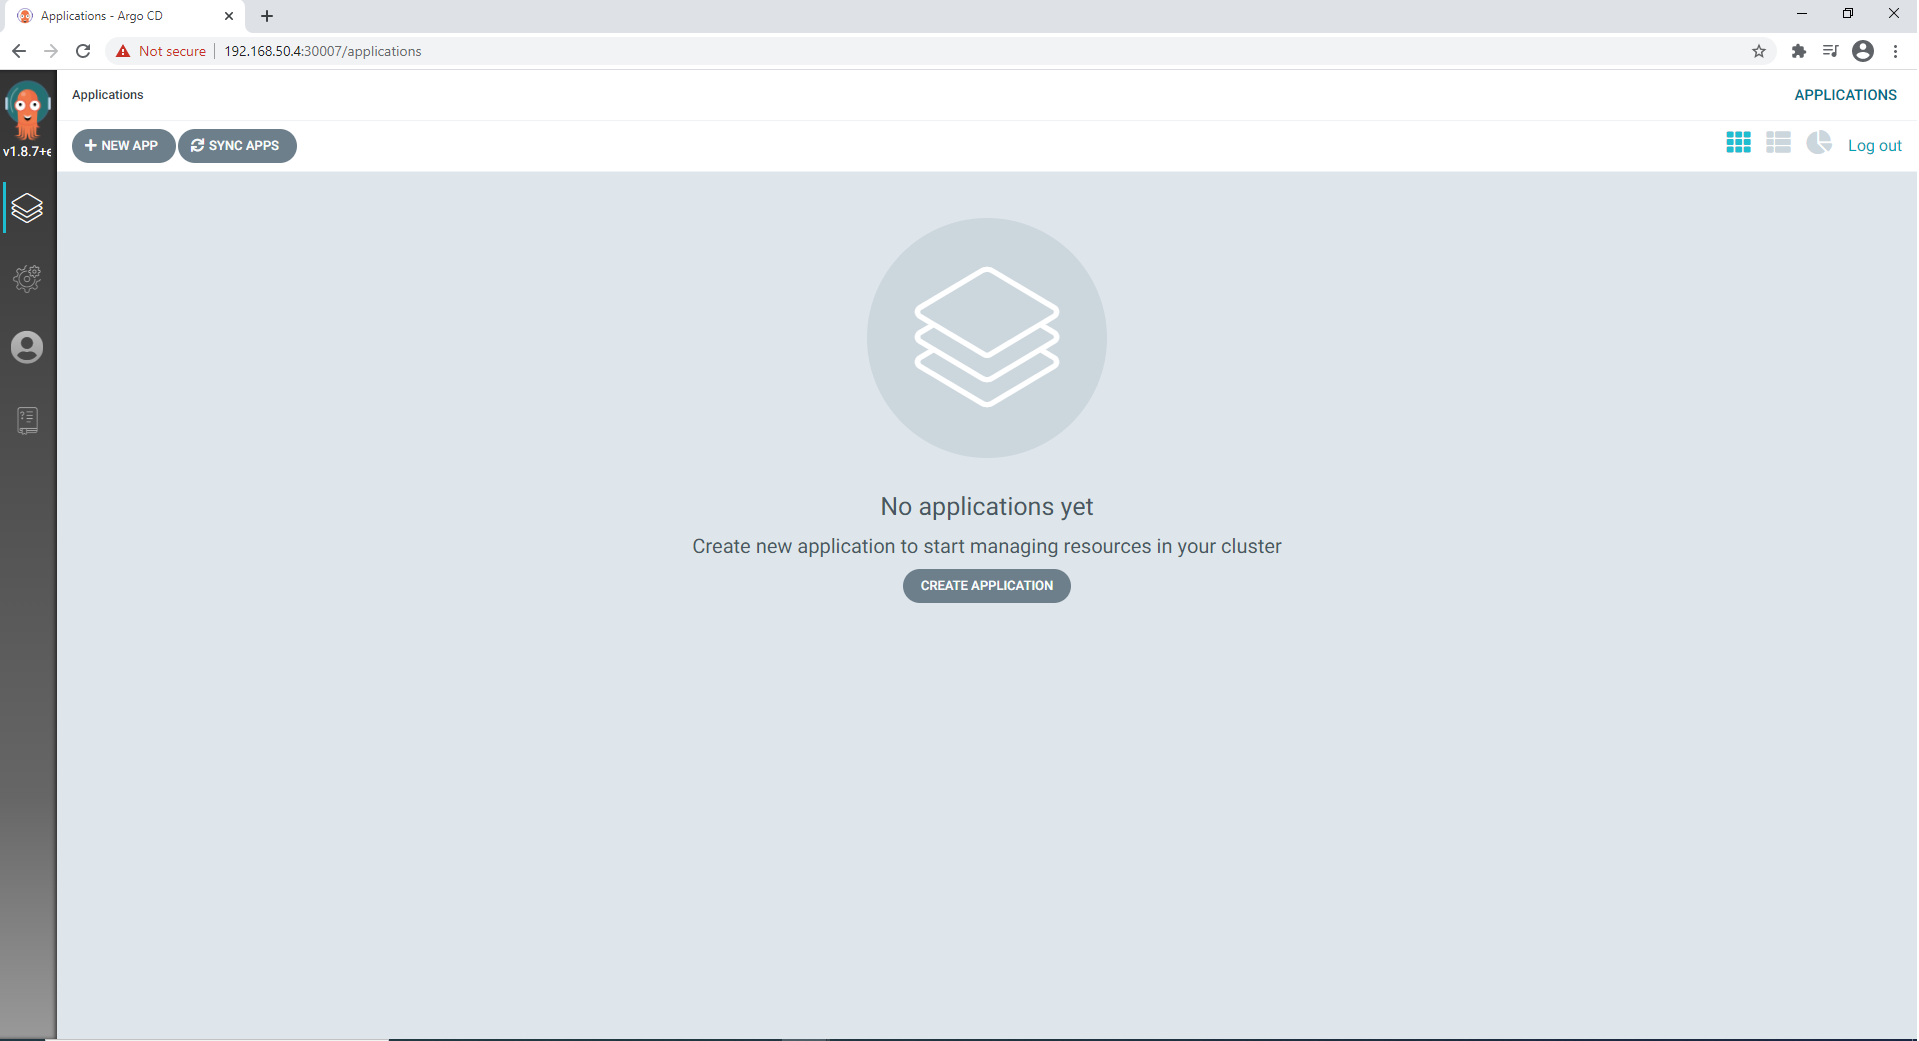 Applications - Argo CD
Not secure
192.168.50.4:30007/applications
Applications
APPLICATIONS
NEW APP
SYNC APPS
Log out
v1.8.7+e
No applications yet
Create new application to start managing resources in your cluster
CREATE APPLICATION